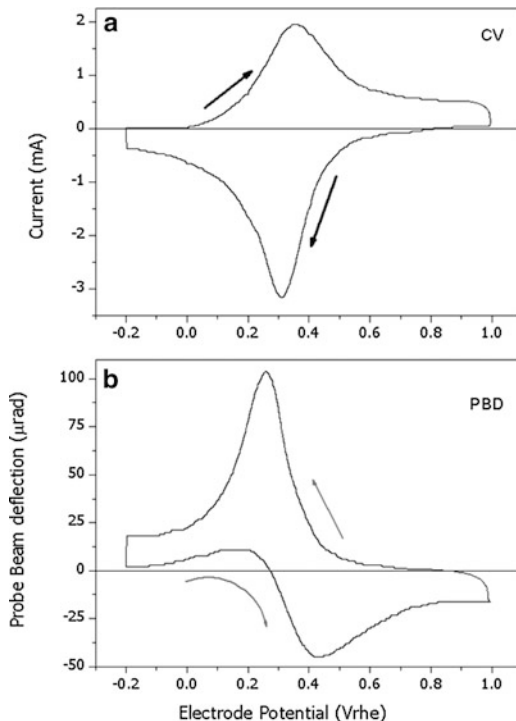 a
CV
2
1
0
-1
-2
-3
Current (mA)
-0.2 0.0 0.2 0.4 0.6 0.8 1.0
b
PBD
100
75
50
25
0
-25
-50
Probe Beam deflection (μrad)
-0.2 0.0 0.2 0.4 0.6 0.8 1.0
Electrode Potential (Vrhe)